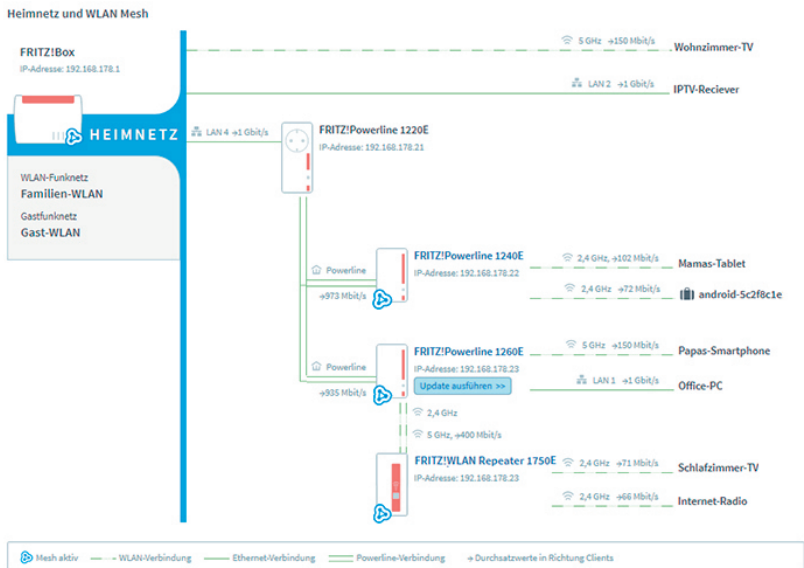 Heimnetz und WLAN Mesh
FRITZ!Box
IP-Adresse: 192.168.178.1
HEIMNETZ
WLAN-Funknetz
Familien-WLAN
Gastfunknetz
Gast-WLAN
5 GHz →150 Mbit/s
Wohnzimmer-TV
LAN 2 →1 Gbit/s
IPTV-Reciever
LAN 4 →1 Gbit/s
FRITZ!Powerline 1220E
IP-Adresse: 192.168.178.21
Powerline
→973 Mbit/s
FRITZ!Powerline 1240E
IP-Adresse: 192.168.178.22
2,4 GHz, →102 Mbit/s
Mamas-Tablet
2,4 GHz →72 Mbit/s
android-5c2f8c1e
Powerline
→935 Mbit/s
FRITZ!Powerline 1260E
IP-Adresse: 192.168.178.23
Update ausführen >>
5 GHz →150 Mbit/s
Papas-Smartphone
LAN 1 →1 Gbit/s
Office-PC
2,4 GHz
5 GHz, →400 Mbit/s
FRITZ!WLAN Repeater 1750E
IP-Adresse: 192.168.178.23
2,4 GHz →71 Mbit/s
Schlafzimmer-TV
2,4 GHz →66 Mbit/s
Internet-Radio
Mesh aktiv
WLAN-Verbindung
Ethernet-Verbindung
Powerline-Verbindung
→ Durchsatzwerte in Richtung Clients